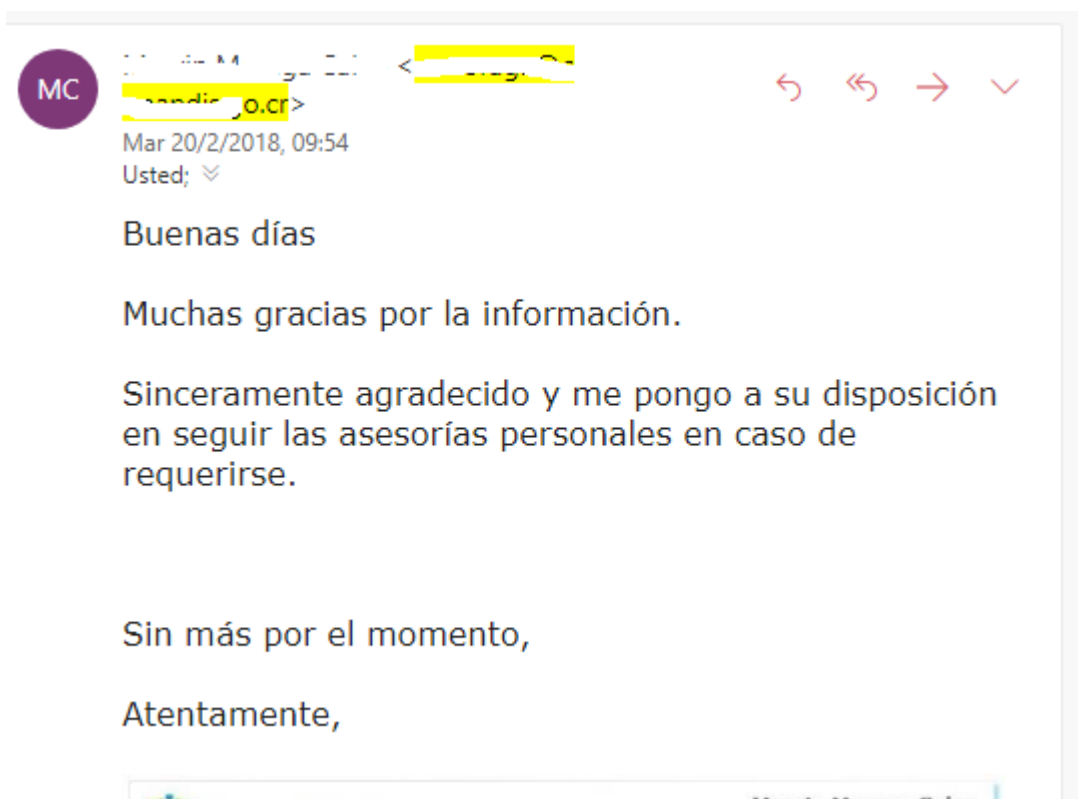 MC
<
o.cr>
Mar 20/2/2018, 09:54
Usted;
Buenas días
Muchas gracias por la información.
Sinceramente agradecido y me pongo a su disposición
en seguir las asesorías personales en caso de
requerirse.
Sin más por el momento,
Atentamente,